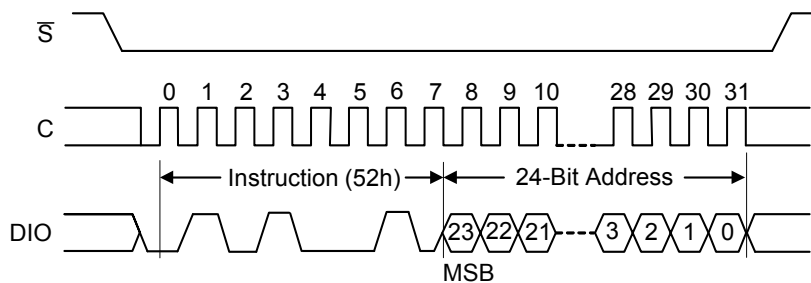 S̅
0 1 2 3 4 5 6 7 8 9 10 28 29 30 31
C
Instruction (52h) 24-Bit Address
DIO 23 22 21 3 2 1 0
MSB